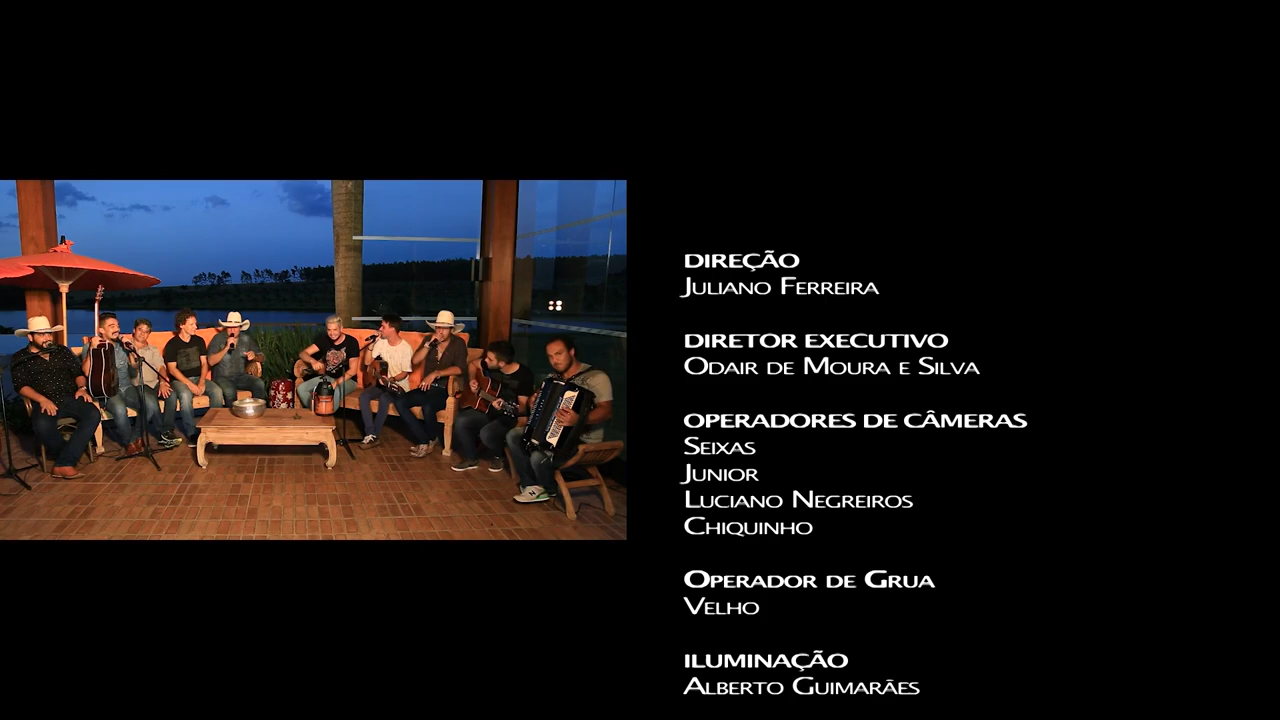 DIREÇÃO
JULIANO FERREIRA
DIRETOR EXECUTIVO
ODAIR DE MOURA E SILVA
OPERADORES DE CÂMERAS
SEIXAS
JUNIOR
LUCIANO NEGREIROS
CHIQUINHO
OPERADOR DE GRUA
VELHO
ILUMINAÇÃO
ALBERTO GUIMARÃES